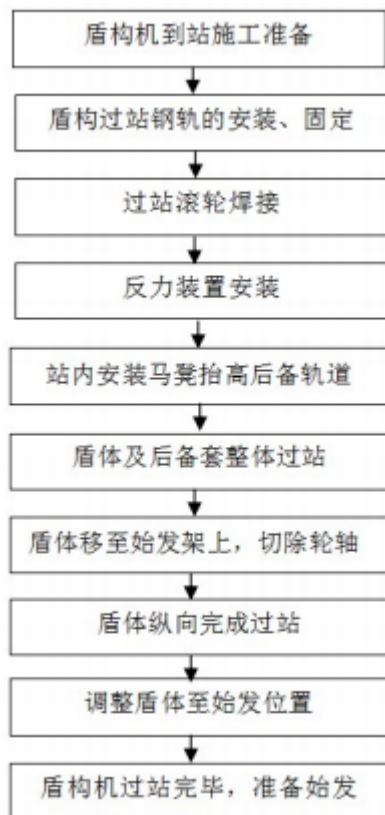 盾构机到站施工准备
盾构过站钢轨的安装、固定
过站滚轮焊接
反力装置安装
站内安装马凳抬高后备轨道
盾体及后备套整体过站
盾体移至始发架上，切除轮轴
盾体纵向完成过站
调整盾体至始发位置
盾构机过站完毕，准备始发